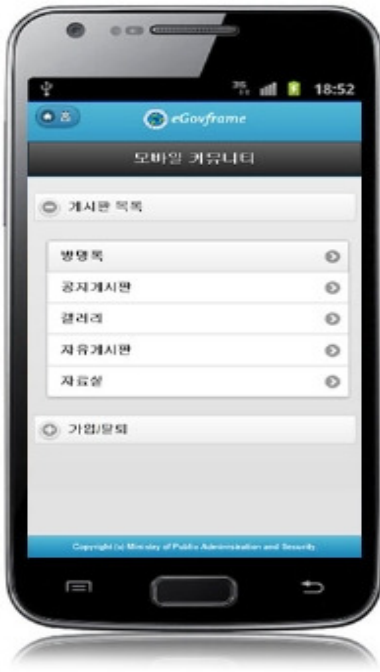 3G
18:52
홈
eGovframe
모바일 커뮤니티
게시판 목록
방명록
공지게시판
갤러리
자유게시판
자료실
가입/탈퇴
Copyright (c) Ministry of Public Administration and Security.